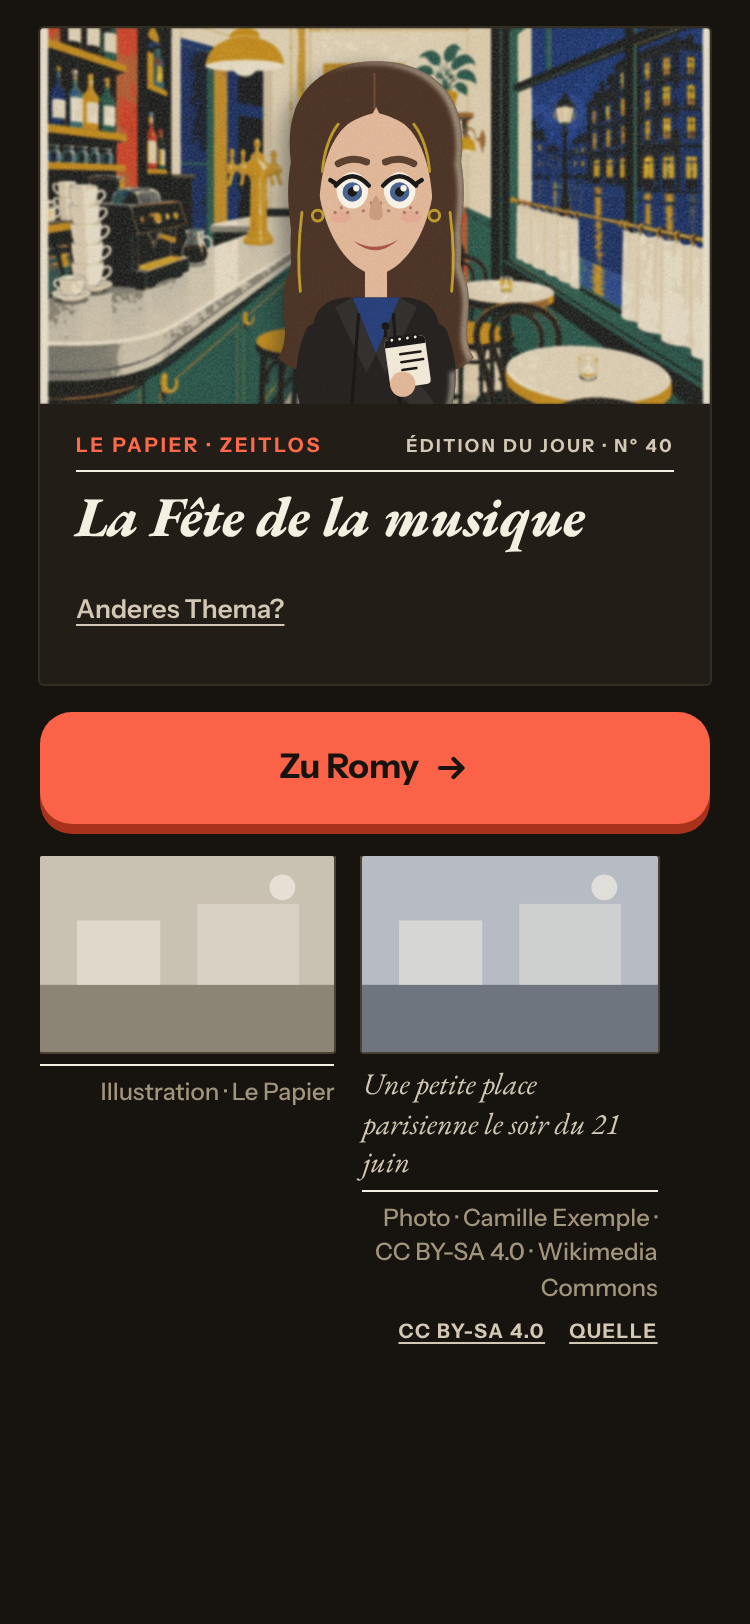 LE PAPIER · ZEITLOS
ÉDITION DU JOUR · N° 40
La Fête de la musique
Anderes Thema?
Zu Romy →
Illustration · Le Papier
Une petite place
parisienne le soir du 21
juin
Photo · Camille Exemple ·
CC BY-SA 4.0 · Wikimedia
Commons
CC BY-SA 4.0 QUELLE